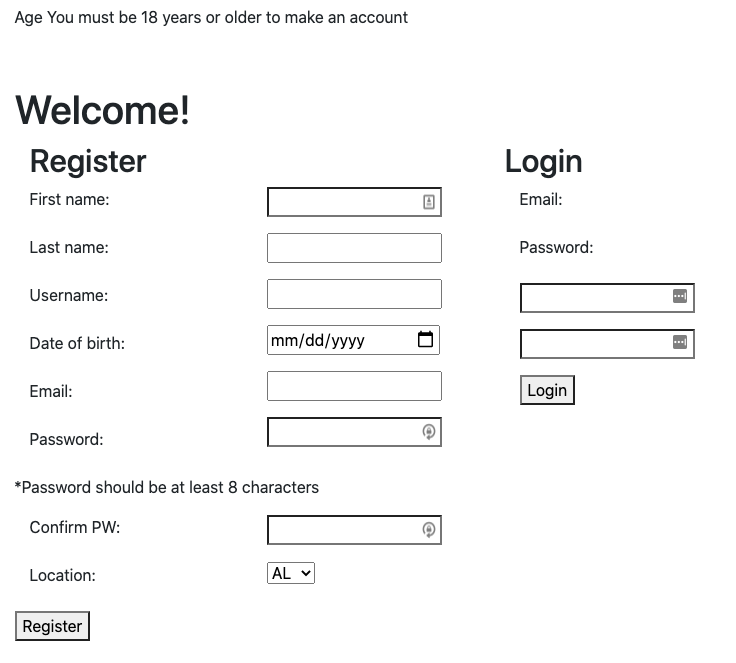 Age You must be 18 years or older to make an account
Welcome!
Register
First name:
Last name:
Username:
Date of birth: mm/dd/yyyy
Email:
Password:
*Password should be at least 8 characters
Confirm PW:
Location: AL
Register
Login
Email:
Password:
Login